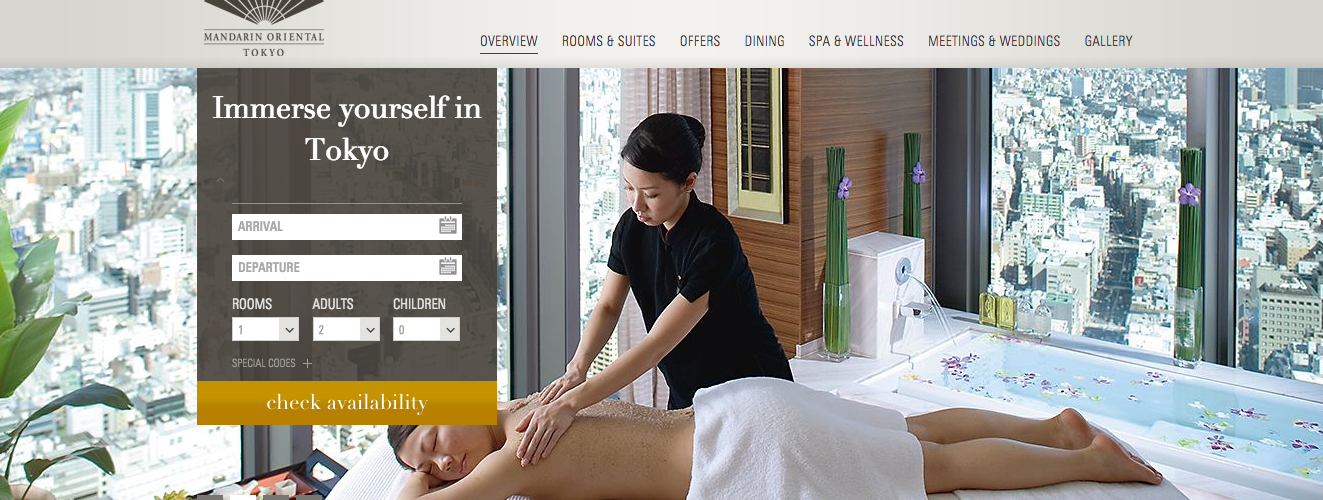 MANDARIN ORIENTAL
TOKYO
OVERVIEW
ROOMS & SUITES
OFFERS
DINING
SPA & WELLNESS
MEETINGS & WEDDINGS
GALLERY
Immerse yourself in
Tokyo
ARRIVAL
DEPARTURE
ROOMS
ADULTS
CHILDREN
1
2
0
SPECIAL CODES +
check availability